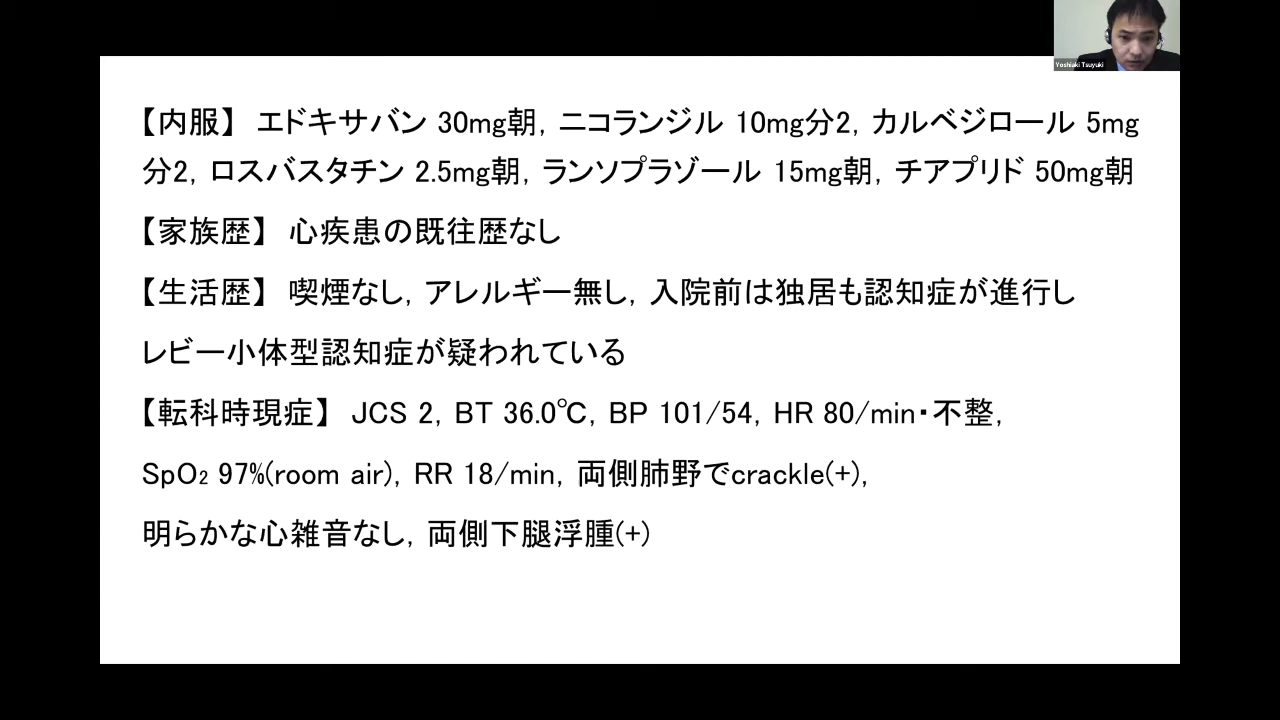 Yoshiaki Tsuyuki
【内服】 エドキサバン 30mg朝, ニコランジル 10mg分2, カルベジロール 5mg
分2, ロスバスタチン 2.5mg朝, ランソプラゾール 15mg朝, チアプリド 50mg朝
【家族歴】 心疾患の既往歴なし
【生活歴】 喫煙なし, アレルギー無し, 入院前は独居も認知症が進行し
レビー小体型認知症が疑われている
【転科時現症】 JCS 2, BT 36.0℃, BP 101/54, HR 80/min・不整,
SpO₂ 97%(room air), RR 18/min, 両側肺野でcrackle(+),
明らかな心雑音なし, 両側下腿浮腫(+)